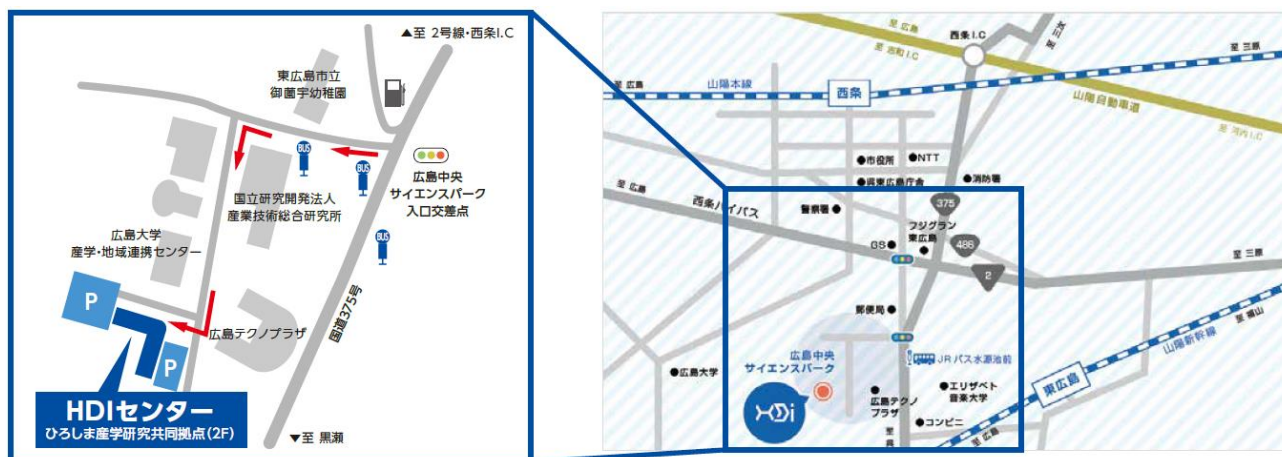 ▲至 2号線・西条I.C
東広島市立
御薗宇幼稚園
BUS
BUS
広島中央
サイエンスパーク
入口交差点
国立研究開発法人
産業技術総合研究所
BUS
広島大学
産学・地域連携センター
国道375号
P
広島テクノプラザ
P
HDIセンター
ひろしま産学研究共同拠点(2F)
▼至 黒瀬
至 広島
至 志和I.C
西条I.C
至 三次
至 三原
至 広島
山陽本線
西条
山陽自動車道
至 河内I.C
●市役所
●NTT
●県東広島庁舎
●消防署
至 広島
西条バイパス
警察署●
375
フジグラン
東広島
GS●
486
2
至 三原
郵便局●
至 福山
山陽新幹線
広島中央
サイエンスパーク
JRバス水源池前
●広島大学
●エリザベト
音楽大学
東広島
●
広島テクノ
プラザ
●コンビニ
至 広島
至 呉